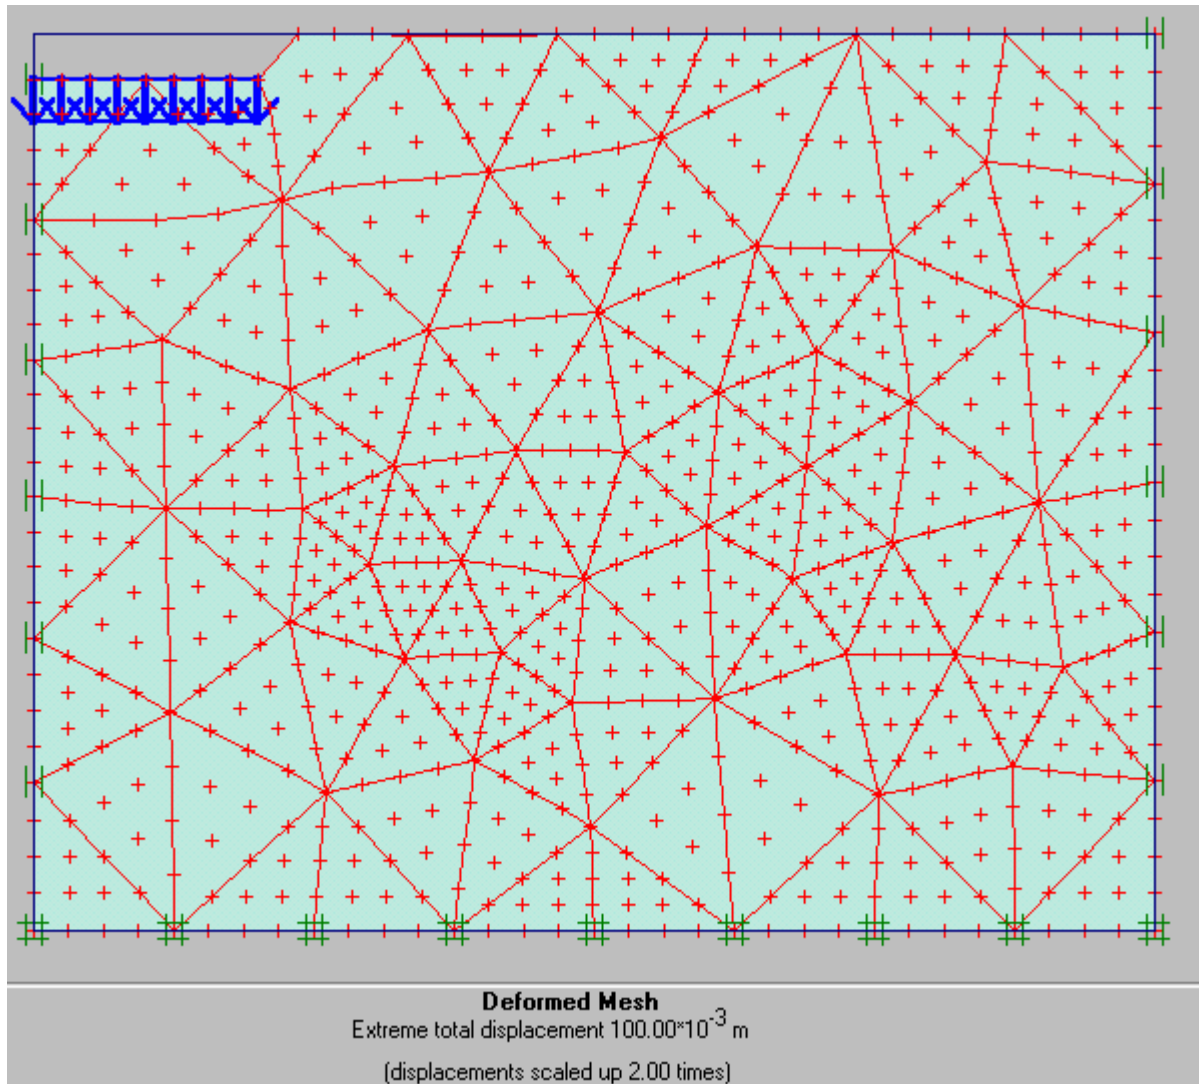 Deformed Mesh
Extreme total displacement 100.00*10-3 m
(displacements scaled up 2.00 times)